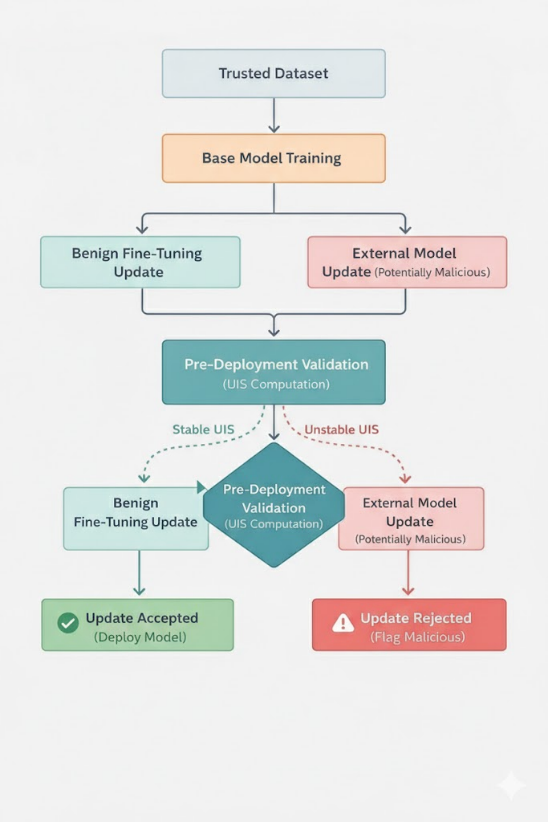 Trusted Dataset
Base Model Training
Benign Fine-Tuning
Update
External Model
Update (Potentially Malicious)
Pre-Deployment Validation
(UIS Computation)
Stable UIS
Unstable UIS
Benign
Fine-Tuning Update
Pre-Deployment
Validation
(UIS Computation)
External Model
Update
(Potentially Malicious)
Update Accepted
(Deploy Model)
Update Rejected
(Flag Malicious)